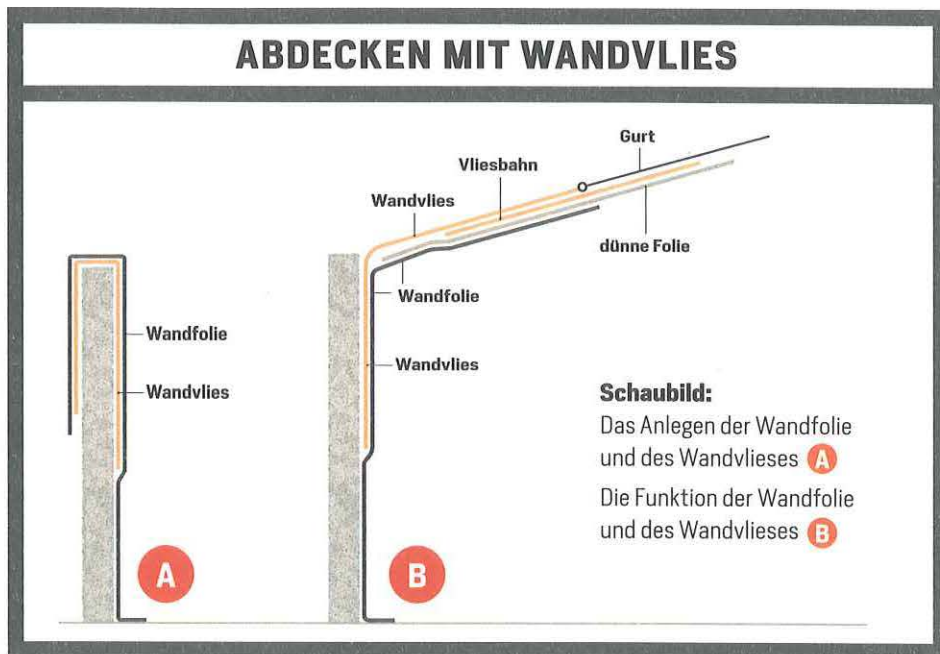 ABDECKEN MIT WANDVLIES
Gurt
Vliesbahn
Wandvlies
dünne Folie
Wandfolie
Wandfolie
Wandvlies
Wandvlies
Schaubild:
Das Anlegen der Wandfolie
und des Wandvlieses A
Die Funktion der Wandfolie
und des Wandvlieses B
A
B